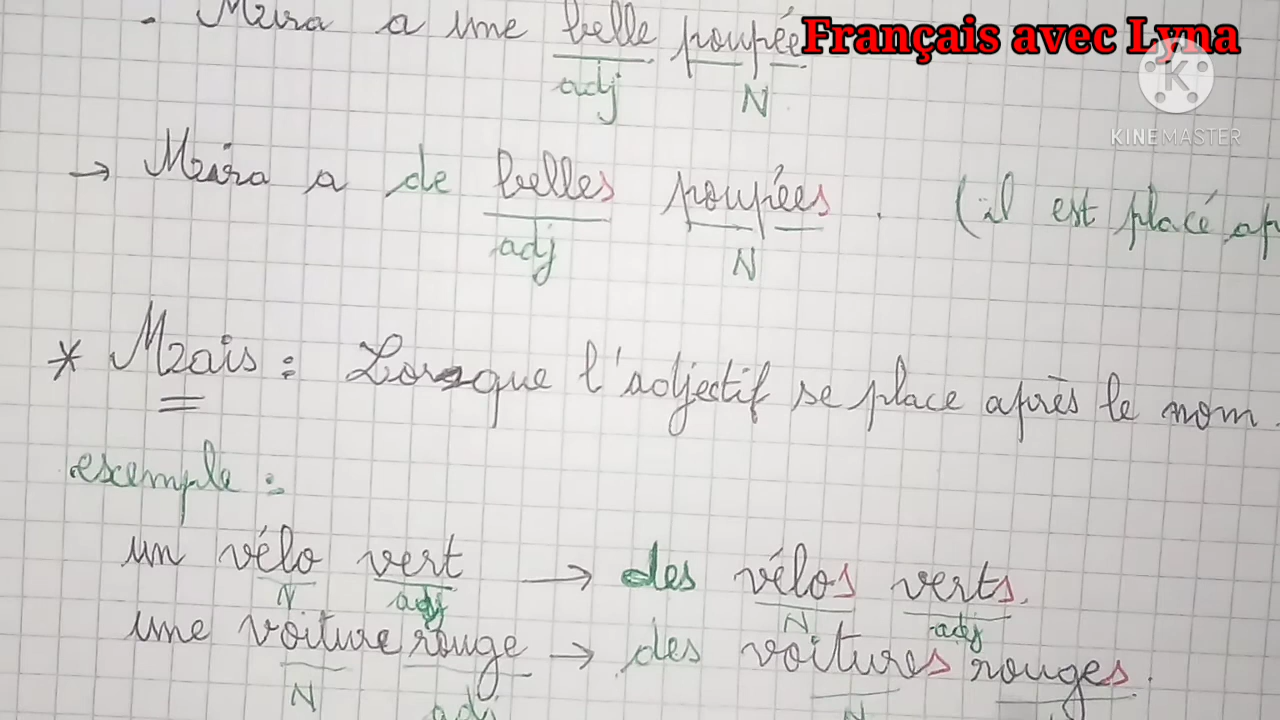 . Mira a une belle poupée
Français avec Lyna
adj N
K
KINEMASTER
→ Mira a de belles poupées . (il est placé
adj N
* Mais : Lorsque l'adjectif se place après le nom.
exemple :
un vélo vert → des vélos verts.
N adj N adj
une voiture rouge → des voitures rouges.
N adj N